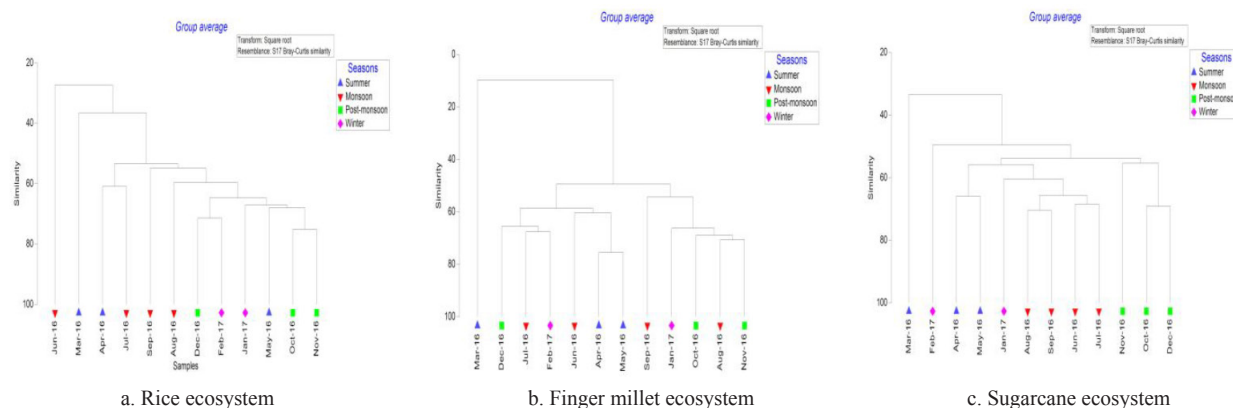 Group average
Transform: Square root
Resemblance: S17 Bray-Curtis similarity
Seasons
Summer
Monsoon
Post-monsoon
Winter
20
40
60
80
100
Similarity
Jun-16
Mar-16
Apr-16
Jul-16
Sep-16
Aug-16
Dec-16
Feb-17
Jan-17
May-16
Oct-16
Nov-16
Samples
a. Rice ecosystem
Group average
Transform: Square root
Resemblance: S17 Bray-Curtis similarity
Seasons
Summer
Monsoon
Post-monsoon
Winter
0
20
40
60
80
100
Similarity
Mar-16
Dec-16
Jul-16
Feb-17
Jun-16
Apr-16
May-16
Sep-16
Jan-17
Oct-16
Aug-16
Nov-16
b. Finger millet ecosystem
Group average
Transform: Square root
Resemblance: S17 Bray-Curtis similarity
Seasons
Summer
Monsoon
Post-monsoon
Winter
20
40
60
80
100
Similarity
Mar-16
Feb-17
Apr-16
May-16
Jan-17
Aug-16
Sep-16
Jun-16
Jul-16
Nov-16
Oct-16
Dec-16
c. Sugarcane ecosystem